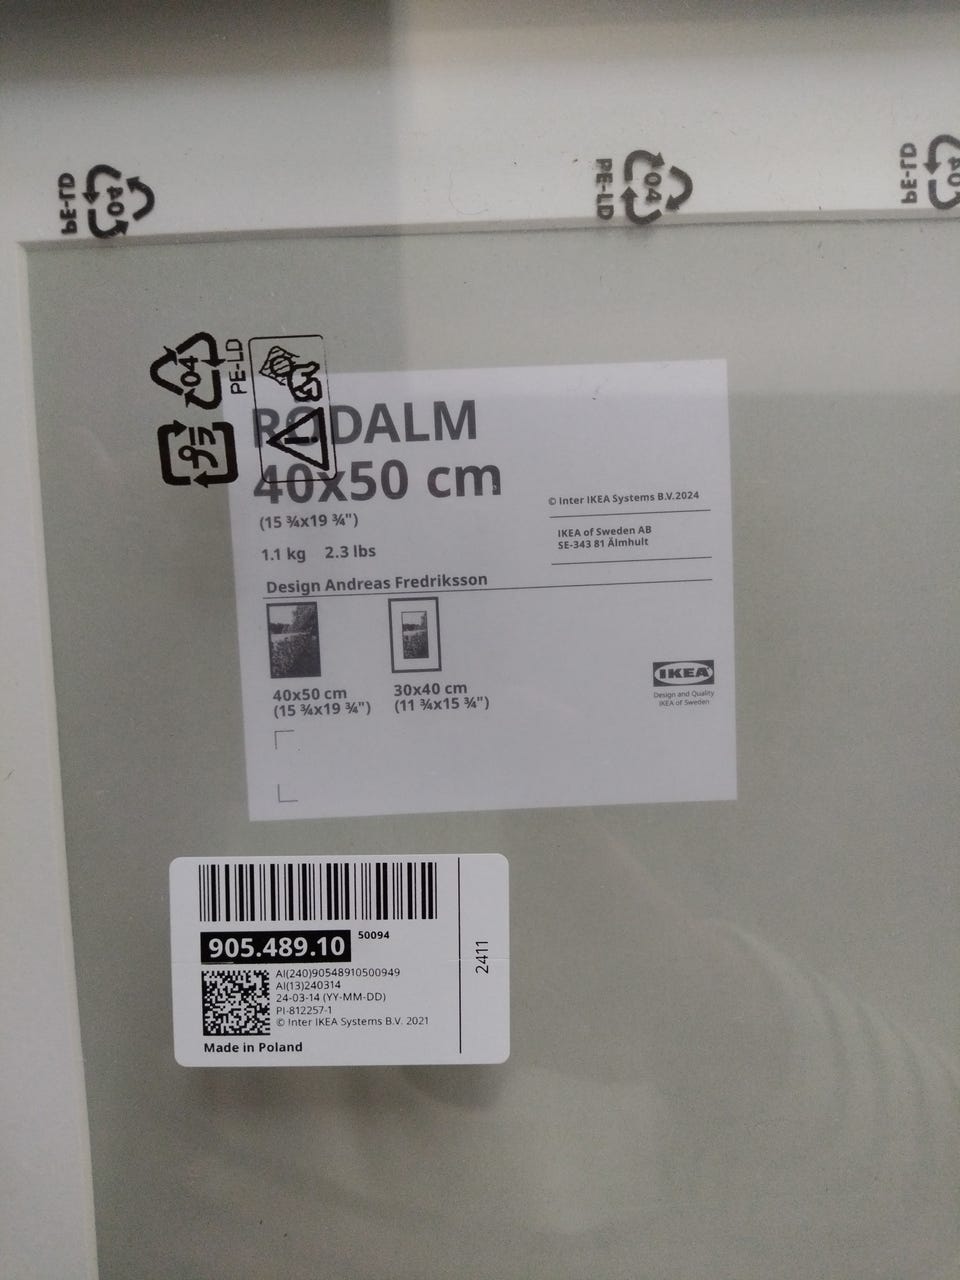 PE-LD
04
PE-LD
04
PE-LD
04
04
PE-LD
RÖDALM
40x50 cm
(15 ¾x19 ¾")
1.1 kg 2.3 lbs
Design Andreas Fredriksson
© Inter IKEA Systems B.V.2024
IKEA of Sweden AB
SE-343 81 Älmhult
40x50 cm
(15 ¾x19 ¾")
30x40 cm
(11 ¾x15 ¾")
IKEA
Design and Quality
IKEA of Sweden
905.489.10
50094
AI(240)90548910500949
AI(13)240314
24-03-14 (YY-MM-DD)
PI-812257-1
© Inter IKEA Systems B.V. 2021
Made in Poland
2411